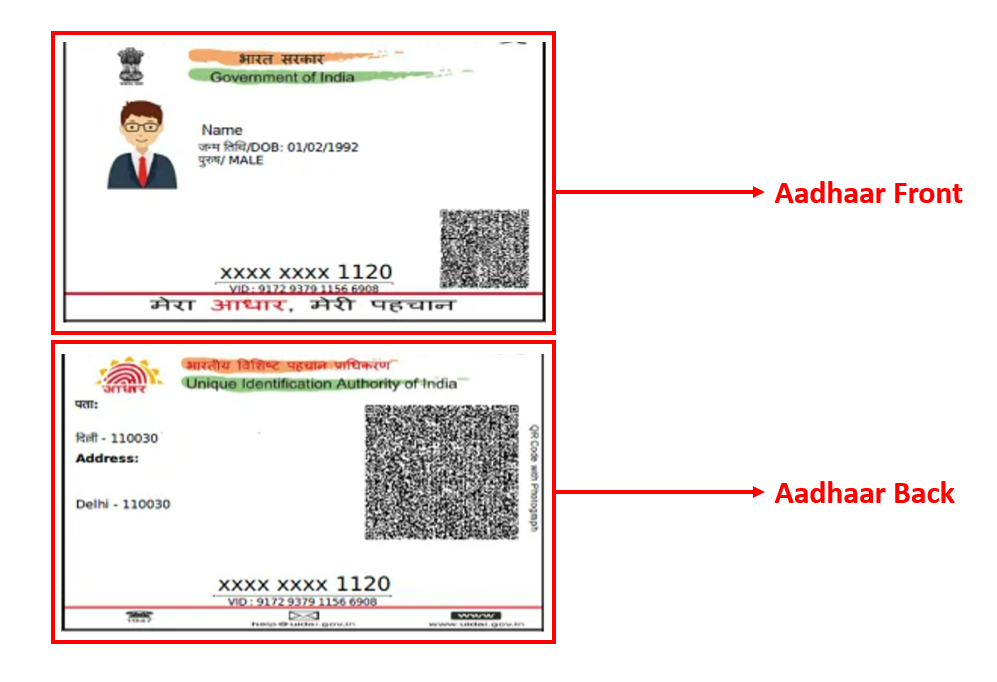 भारत सरकार
Government of India
Name
जन्म तिथि/DOB: 01/02/1992
पुरुष/ MALE
xxxx xxxx 1120
VID : 9172 9379 1156 6908
मेरा आधार, मेरी पहचान
Aadhaar Front
भारतीय विशिष्ट पहचान प्राधिकरण
Unique Identification Authority of India
आधार
पता:
दिल्ली - 110030
Address:
Delhi - 110030
QR Code with Photograph
xxxx xxxx 1120
VID : 9172 9379 1156 6908
1947
help@uidai.gov.in
www
www.uidai.gov.in
Aadhaar Back